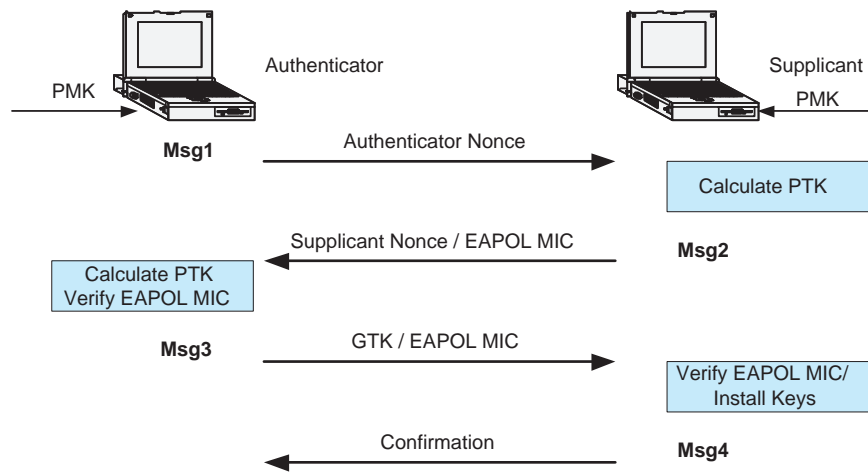 Authenticator
Supplicant
PMK
PMK
Msg1
Authenticator Nonce
Calculate PTK
Supplicant Nonce / EAPOL MIC
Msg2
Calculate PTK
Verify EAPOL MIC
Msg3
GTK / EAPOL MIC
Verify EAPOL MIC/
Install Keys
Confirmation
Msg4